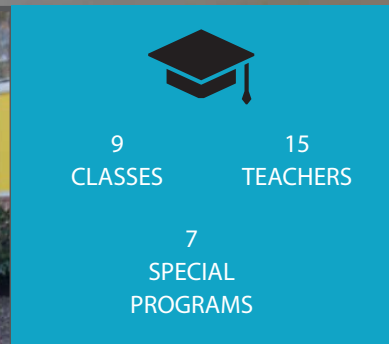 9
CLASSES
15
TEACHERS
7
SPECIAL
PROGRAMS